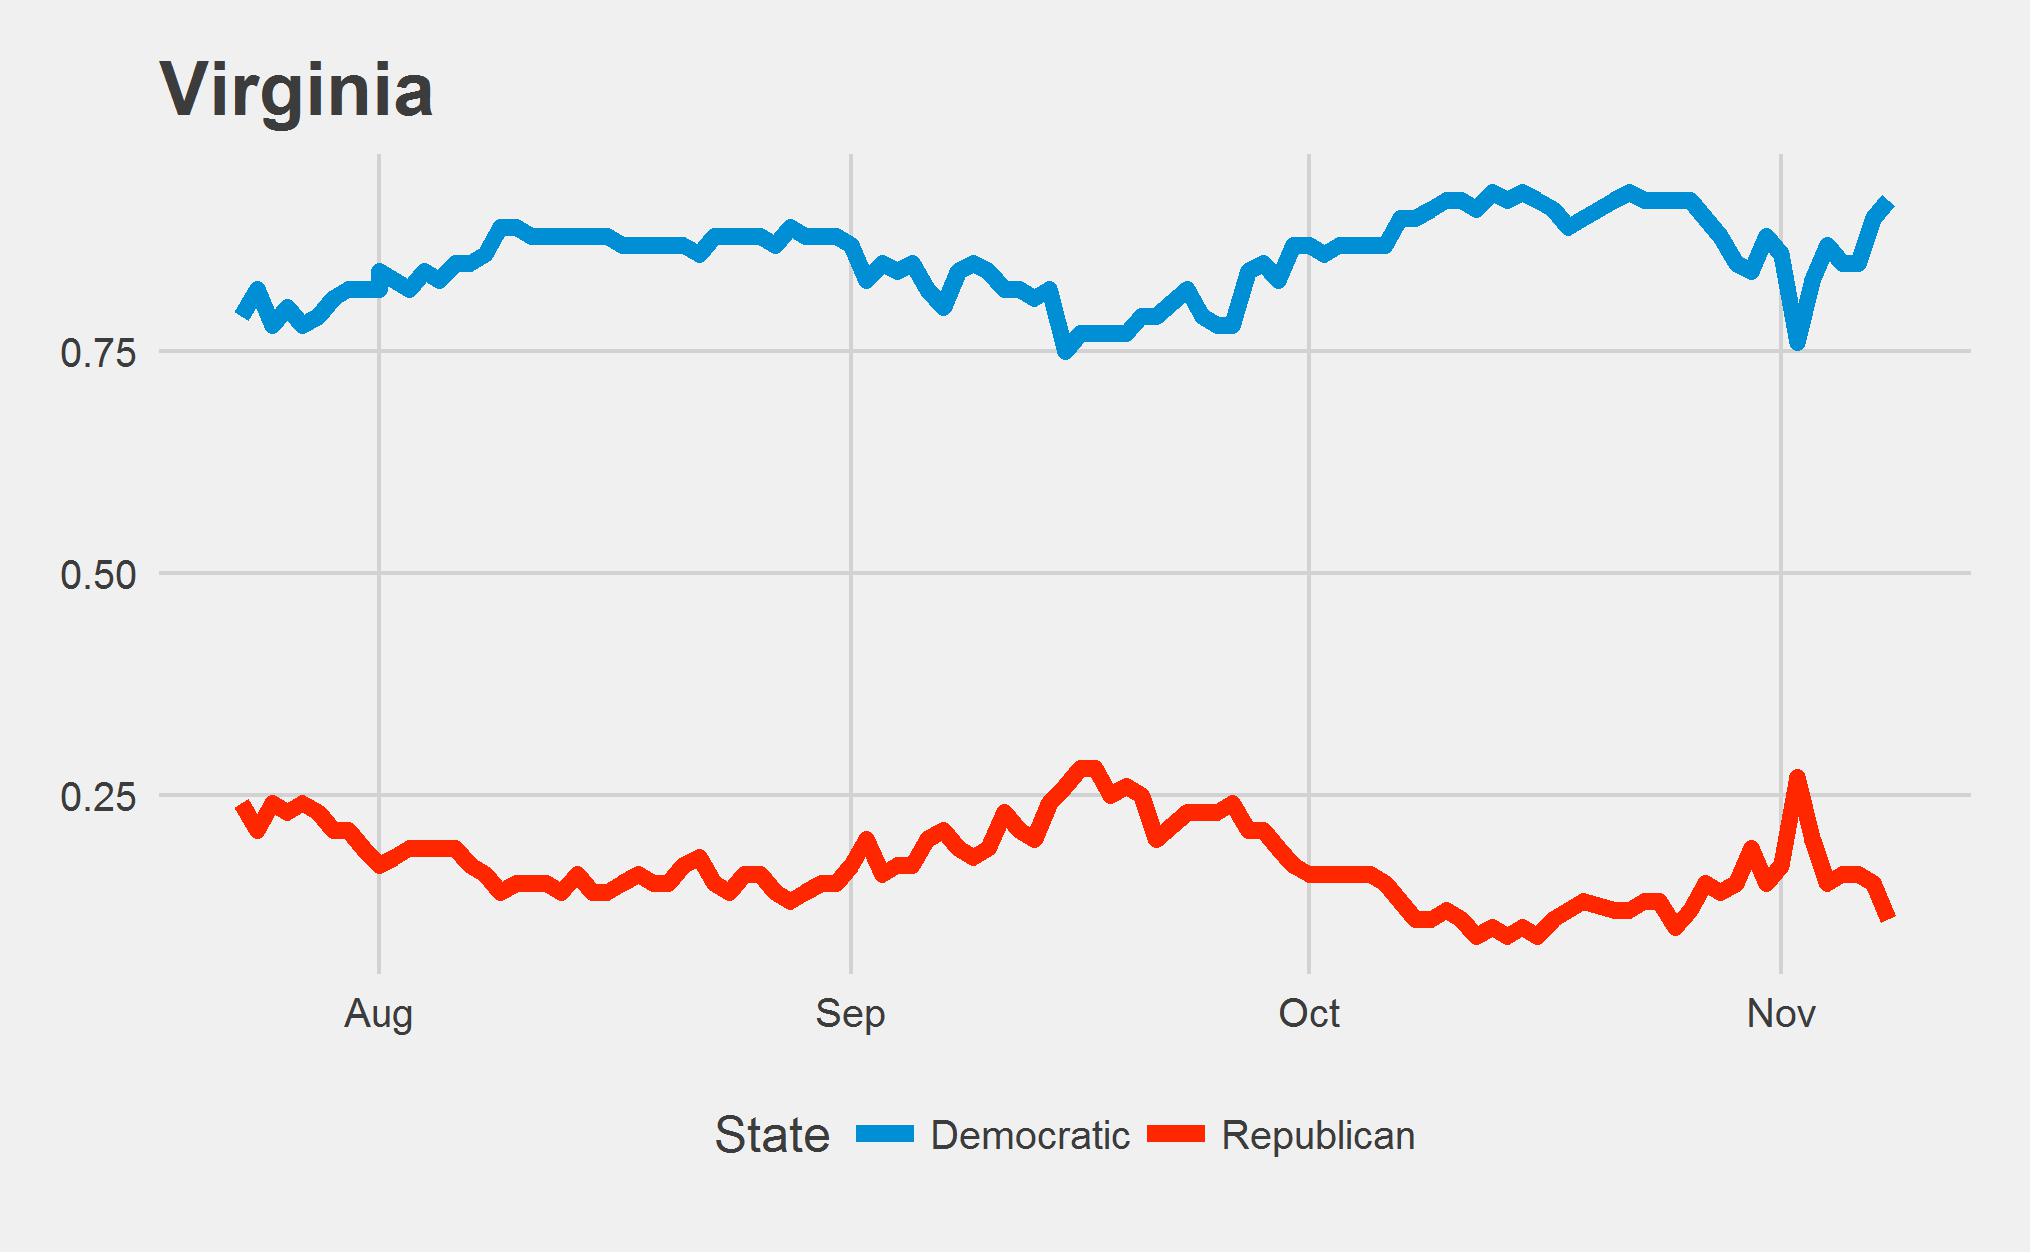 Virginia
0.75
0.50
0.25
Aug Sep Oct Nov
State Democratic Republican